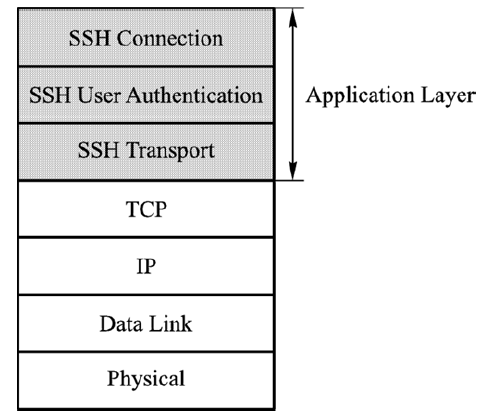 SSH Connection
SSH User Authentication
Application Layer
SSH Transport
TCP
IP
Data Link
Physical